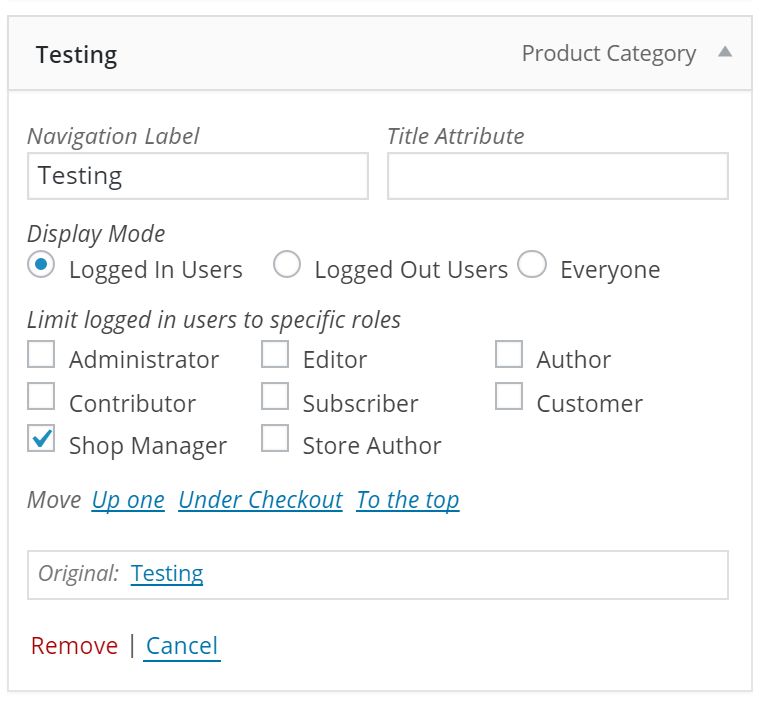 Testing Product Category
Navigation Label Title Attribute
Testing
Display Mode
Logged In Users Logged Out Users Everyone
Limit logged in users to specific roles
Administrator Editor Author
Contributor Subscriber Customer
Shop Manager Store Author
Move Up one Under Checkout To the top
Original: Testing
Remove | Cancel